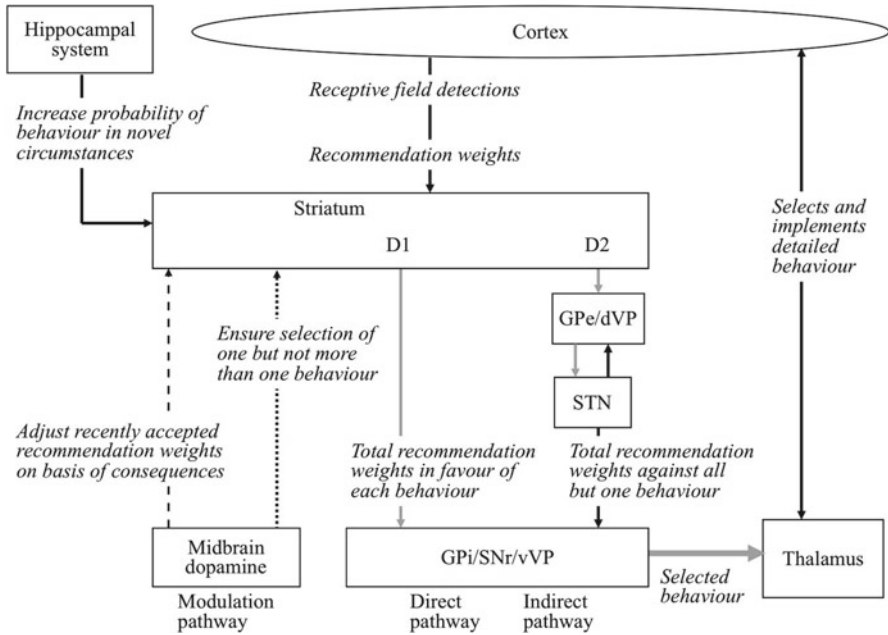 Hippocampal
system
Cortex
Increase probability of
behaviour in novel
circumstances
Receptive field detections
Recommendation weights
Striatum
D1
D2
Selects and
implements
detailed
behaviour
GPe/dVP
STN
Ensure selection of
one but not more
than one behaviour
Adjust recently accepted
recommendation weights
on basis of consequences
Total recommendation
weights in favour of
each behaviour
Total recommendation
weights against all
but one behaviour
Midbrain
dopamine
GPi/SNr/vVP
Thalamus
Selected
behaviour
Modulation
pathway
Direct
pathway
Indirect
pathway